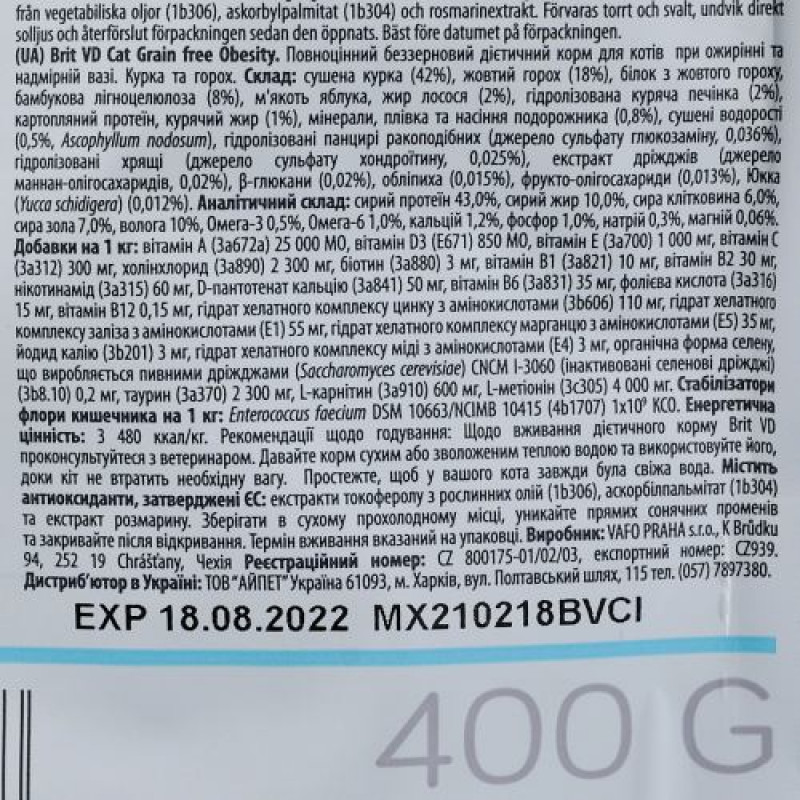 från vegetabiliska oljor (1b306), askorbylpalmitat (1b304) och rosmarinextrakt. Förvaras torrt och svalt, undvik direkt
solljus och återförslut förpackningen sedan den öppnats. Bäst före datumet på förpackningen.
(UA) Brit VD Cat Grain free Obesity. Повноцінний беззерновий дієтичний корм для котів при ожирінні та
надмірній вазі. Курка та горох. Склад: сушена курка (42%), жовтий горох (18%), білок з жовтого гороху,
бамбукова лігноцелюлоза (8%), м'якоть яблука, жир лосося (2%), гідролізована куряча печінка (2%),
картопляний протеїн, курячий жир (1%), мінерали, плівка та насіння подорожника (0,8%), сушені водорості
(0,5%, Ascophyllum nodosum), гідролізовані панцирі ракоподібних (джерело сульфату глюкозаміну, 0,036%),
гідролізовані хрящі (джерело сульфату хондроїтину, 0,025%), екстракт дріжджів (джерело
маннан-олігосахаридів, 0,02%), β-глюкани (0,02%), обліпиха (0,015%), фрукто-олігосахариди (0,013%), Юкка
(Yucca schidigera) (0,012%). Аналітичний склад: сирий протеїн 43,0%, сирий жир 10,0%, сира клітковина 6,0%,
сира зола 7,0%, волога 10%, Омега-3 0,5%, Омега-6 1,0%, кальцій 1,2%, фосфор 1,0%, натрій 0,3%, магній 0,06%.
Добавки на 1 кг: вітамін А (3a672a) 25 000 МО, вітамін D3 (E671) 850 МО, вітамін Е (3a700) 1 000 мг, вітамін С
(3a312) 300 мг, холінхлорид (3a890) 2 300 мг, біотин (3a880) 3 мг, вітамін В1 (3a821) 10 мг, вітамін В2 30 мг,
нікотинамід (3a315) 60 мг, D-пантотенат кальцію (3a841) 50 мг, вітамін В6 (3a831) 35 мг, фолієва кислота (3a316)
15 мг, вітамін В12 0,15 мг, гідрат хелатного комплексу цинку з амінокислоти (3b606) 110 мг, гідрат хелатного
комплексу заліза з амінокислоти (Е1) 55 мг, гідрат хелатного комплексу марганцю з амінокислоти (Е5) 35 мг,
йодид калію (3b201) 3 мг, гідрат хелатного комплексу міді з амінокислоти (Е4) 3 мг, органічна форма селену,
що виробляється пивними дріжджами (Saccharomyces cerevisiae) CNCM I-3060 (інактивовані селенові дріжджі)
(3b8.10) 0,2 мг, таурин (3a370) 2 300 мг, L-карнітин (3a910) 600 мг, L-метіонін (3c305) 4 000 мг. Стабілізатори
флори кишечника на 1 кг: Enterococcus faecium DSM 10663/NCIMB 10415 (4b1707) 1x10⁹ КСО. Енергетична
цінність: 3 480 ккал/кг. Рекомендації щодо годування: Щодо вживання дієтичного корму Brit VD
проконсультуйтеся з ветеринаром. Давайте корм сухим або зволоженим теплою водою та використовуйте його,
доки кіт не втратить необхідну вагу. Простежте, щоб у вашого кота завжди була свіжа вода. Містить
антиоксиданти, затверджені ЄС: екстракти токоферолу з рослинних олій (1b306), аскорбілпальмітат (1b304)
та екстракт розмарину. Зберігати в сухому прохолодному місці, уникайте прямих сонячних променів
та закривайте після відкривання. Термін вживання вказаний на упаковці. Виробник: VAFO PRAHA s.r.o., K Brůdku
94, 252 19 Chrášťany, Чехія Реєстраційний номер: CZ 800175-01/02/03, експортний номер: CZ939.
Дистриб'ютор в Україні: ТОВ "АЙПЕТ" Україна 61093, м. Харків, вул. Полтавський шлях, 115 тел. (057) 7897380.
EXP 18.08.2022 MX210218BVCI
400 G